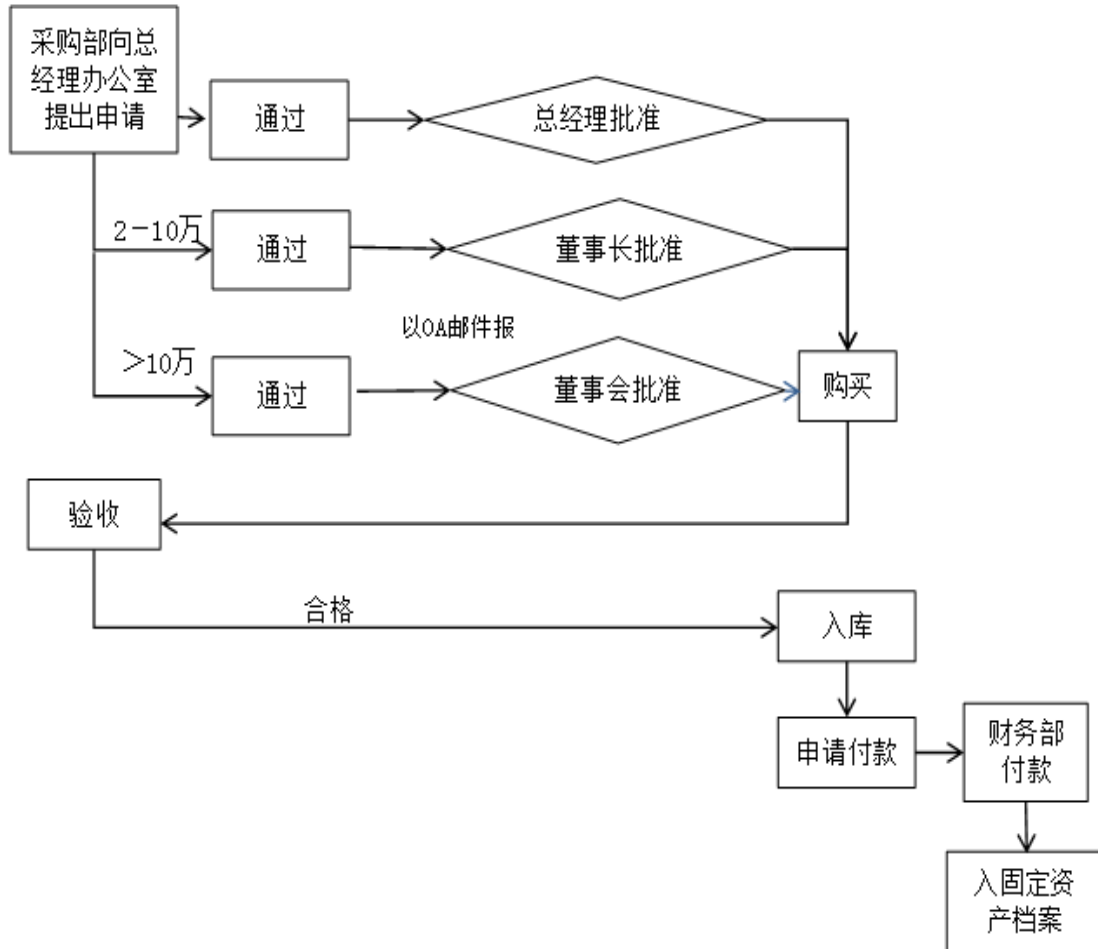 采购部向总
经理办公室
提出申请
通过
总经理批准
2-10万
通过
董事长批准
以OA邮件报
>10万
通过
董事会批准
购买
验收
合格
入库
申请付款
财务部
付款
入固定资
产档案